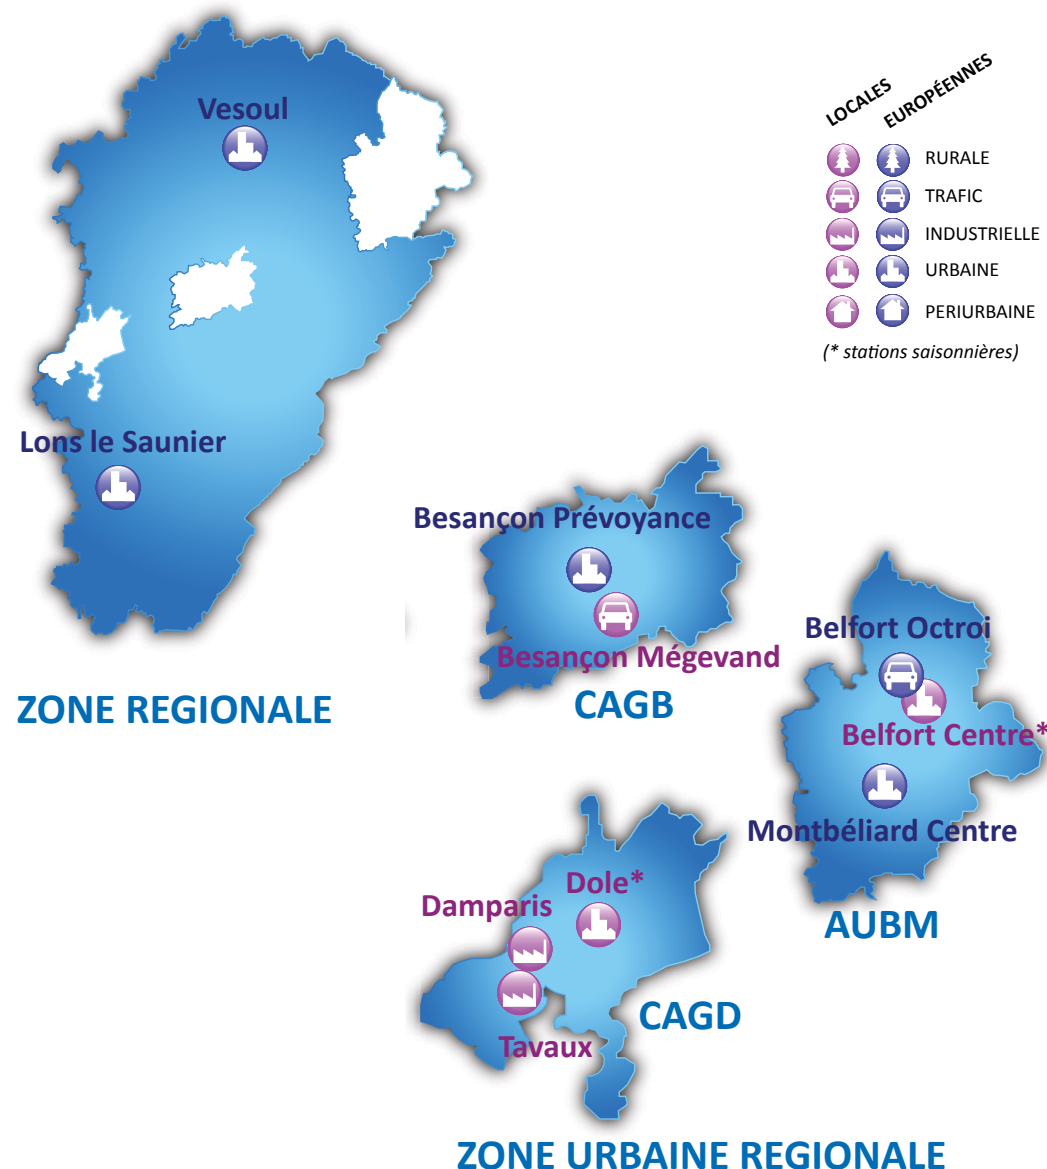 Vesoul
Lons le Saunier
ZONE REGIONALE
LOCALES
EUROPÉENNES
RURALE
TRAFIC
INDUSTRIELLE
URBAINE
PERIURBAINE
(* stations saisonnières)
Besançon Prévoyance
Besançon Mégevand
CAGB
Belfort Octroi
Belfort Centre*
Montbéliard Centre
AUBM
Dole*
Damparis
CAGD
Tavaux
ZONE URBAINE REGIONALE